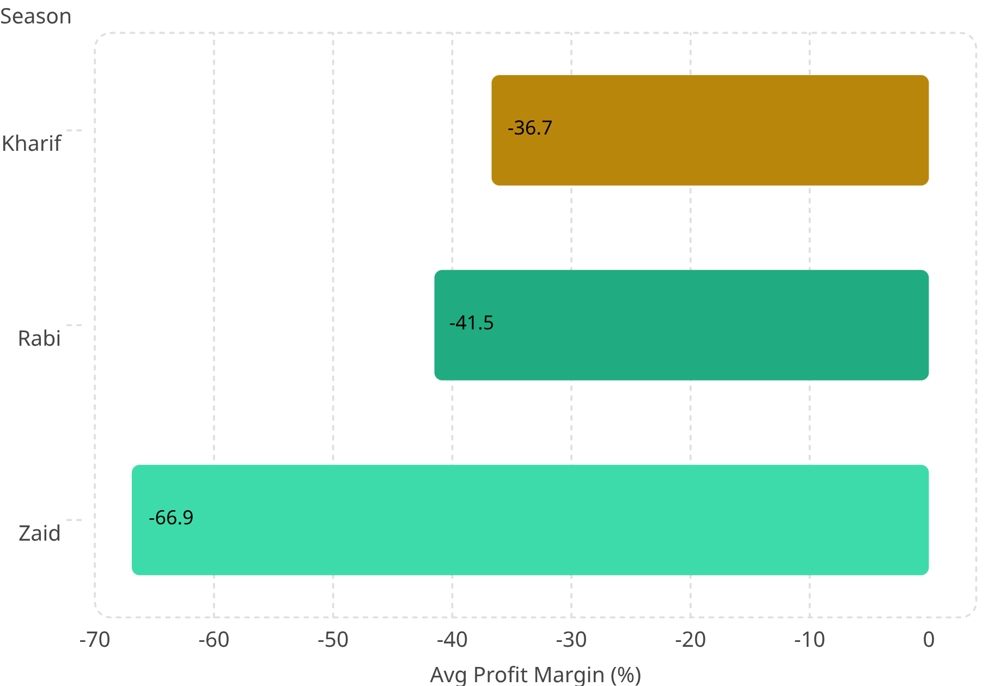 Season
Kharif
-36.7
Rabi
-41.5
Zaid
-66.9
-70 -60 -50 -40 -30 -20 -10 0
Avg Profit Margin (%)